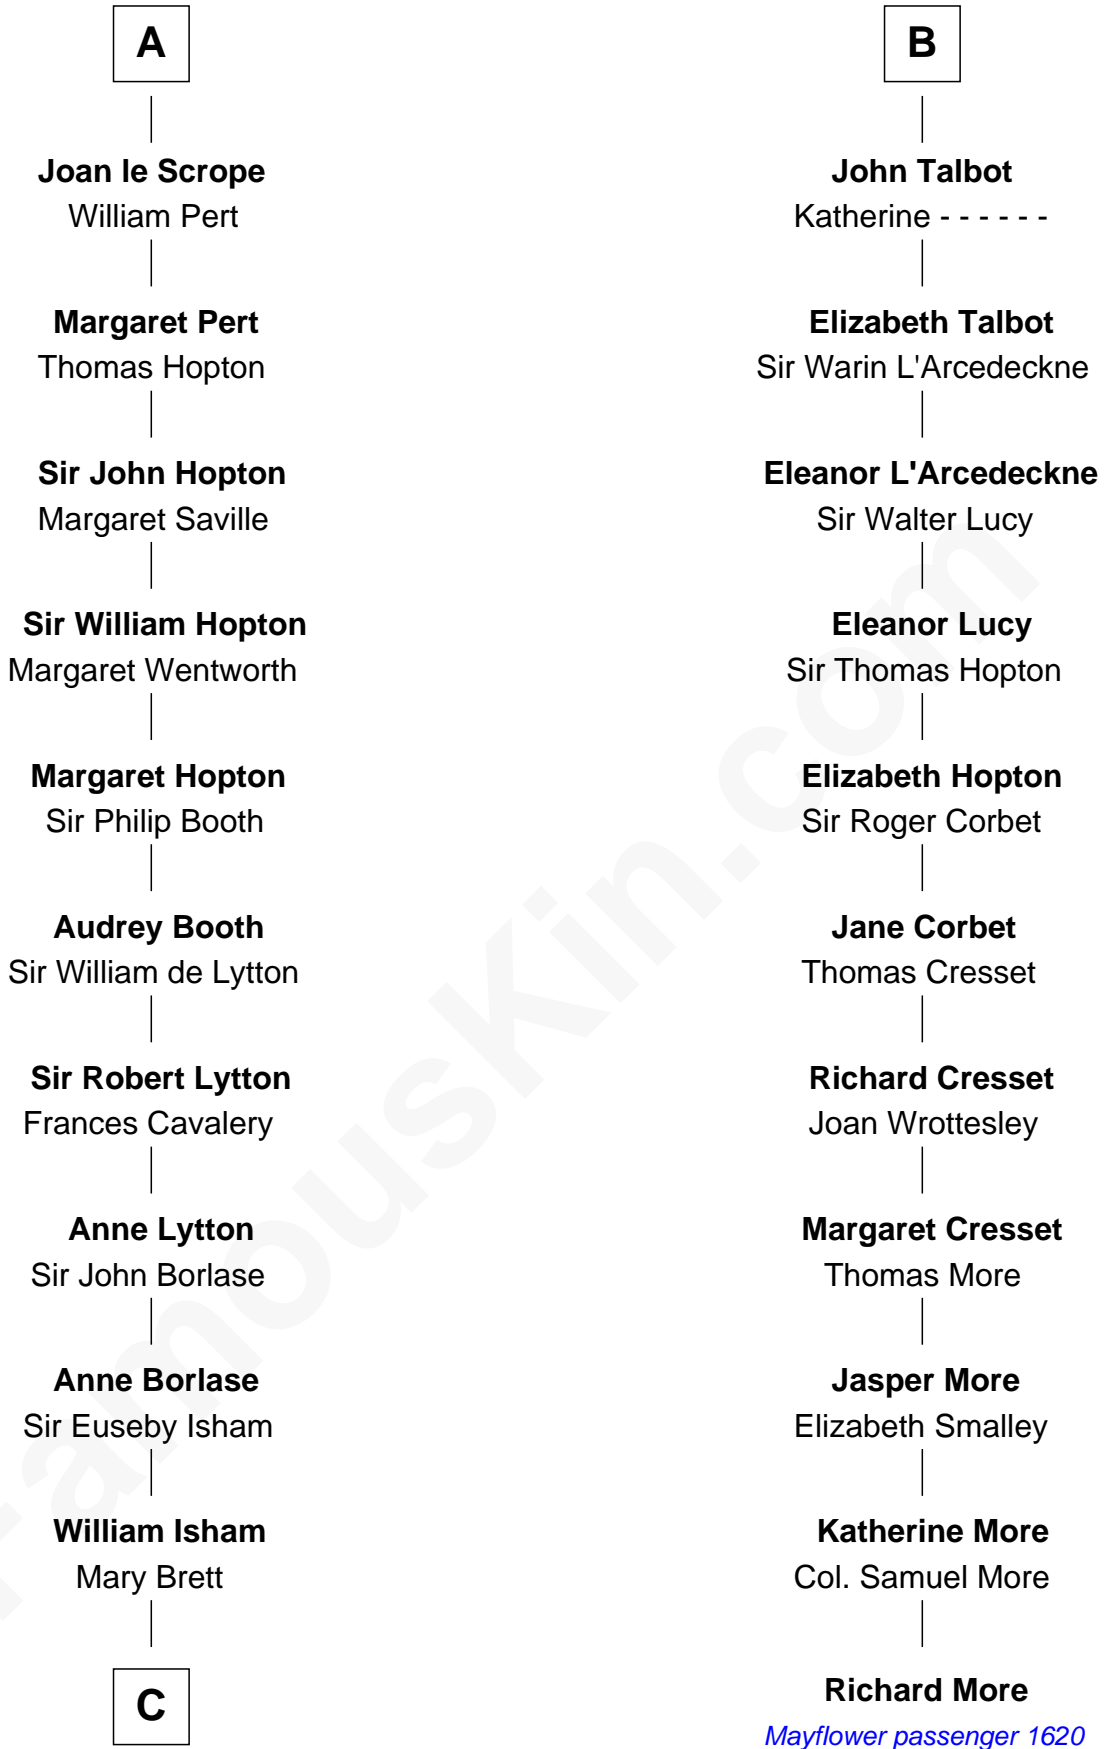 A
Joan le Scrope
William Pert
Margaret Pert
Thomas Hopton
Sir John Hopton
Margaret Saville
Sir William Hopton
Margaret Wentworth
Margaret Hopton
Sir Philip Booth
Audrey Booth
Sir William de Lytton
Sir Robert Lytton
Frances Cavalery
Anne Lytton
Sir John Borlase
Anne Borlase
Sir Euseby Isham
William Isham
Mary Brett
C
B
John Talbot
Katherine - - - - - -
Elizabeth Talbot
Sir Warin L'Arcedeckne
Eleanor L'Arcedeckne
Sir Walter Lucy
Eleanor Lucy
Sir Thomas Hopton
Elizabeth Hopton
Sir Roger Corbet
Jane Corbet
Thomas Cresset
Richard Cresset
Joan Wrottesley
Margaret Cresset
Thomas More
Jasper More
Elizabeth Smalley
Katherine More
Col. Samuel More
Richard More
Mayflower passenger 1620
FamousKin.com